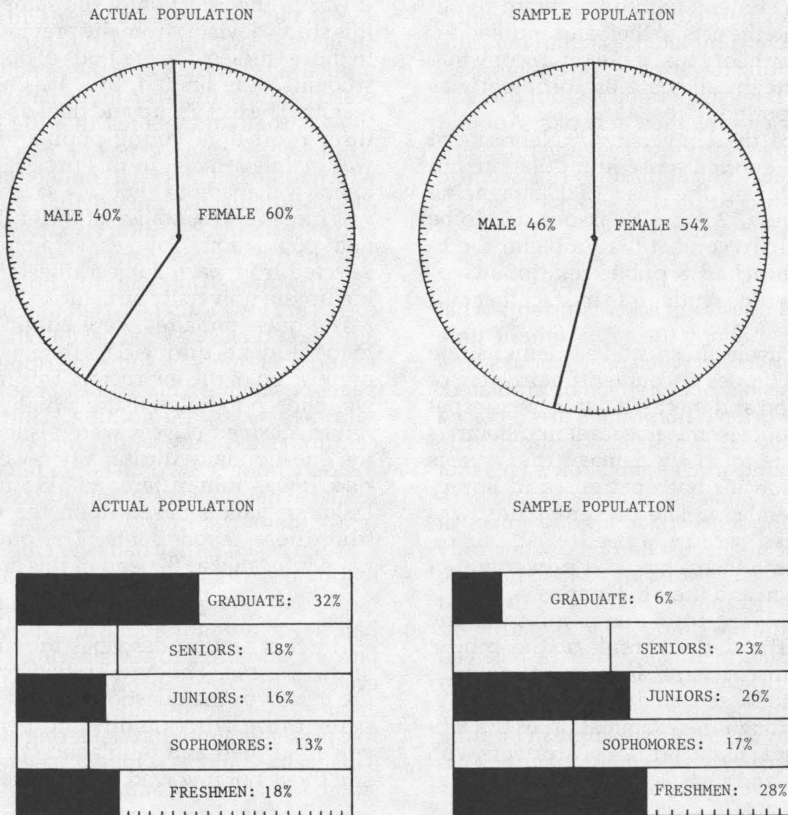 ACTUAL POPULATION
SAMPLE POPULATION
MALE 40%
FEMALE 60%
MALE 46%
FEMALE 54%
ACTUAL POPULATION
GRADUATE: 32%
SENIORS: 18%
JUNIORS: 16%
SOPHOMORES: 13%
FRESHMEN: 18%
SAMPLE POPULATION
GRADUATE: 6%
SENIORS: 23%
JUNIORS: 26%
SOPHOMORES: 17%
FRESHMEN: 28%